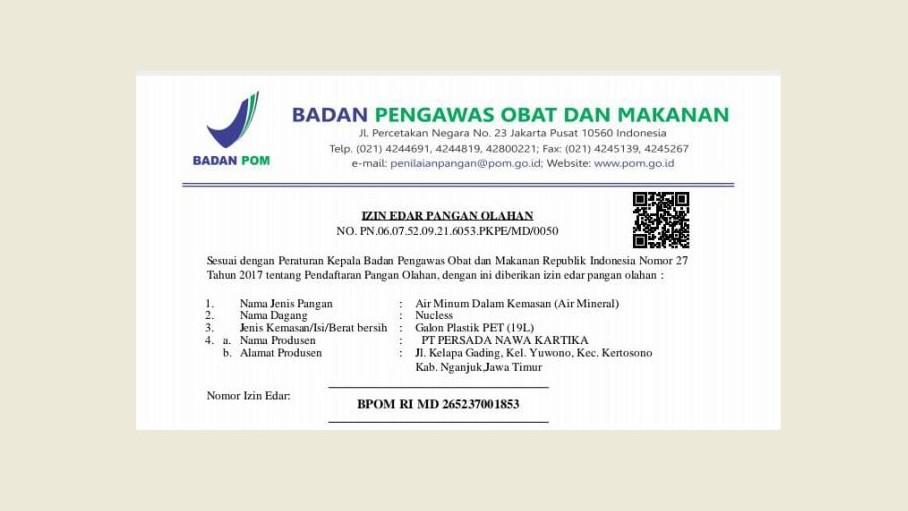 BADAN POM
BADAN PENGAWAS OBAT DAN MAKANAN
Jl. Percetakan Negara No. 23 Jakarta Pusat 10560 Indonesia
Telp. (021) 4244691, 4244819, 42800221; Fax: (021) 4245139, 4245267
e-mail: penilaianpangan@pom.go.id; Website: www.pom.go.id
IZIN EDAR PANGAN OLAHAN
NO. PN.06.07.52.09.21.6053.PKPE/MD/0050
Sesuai dengan Peraturan Kepala Badan Pengawas Obat dan Makanan Republik Indonesia Nomor 27
Tahun 2017 tentang Pendaftaran Pangan Olahan, dengan ini diberikan izin edar pangan olahan :
1. Nama Jenis Pangan : Air Minum Dalam Kemasan (Air Mineral)
2. Nama Dagang : Nucless
3. Jenis Kemasan/Isi/Berat bersih : Galon Plastik PET (19L)
4. a. Nama Produsen : PT PERSADA NAWA KARTIKA
b. Alamat Produsen : Jl. Kelapa Gading, Kel. Yuwono, Kec. Kertosono
Kab. Nganjuk,Jawa Timur
Nomor Izin Edar:
BPOM RI MD 265237001853